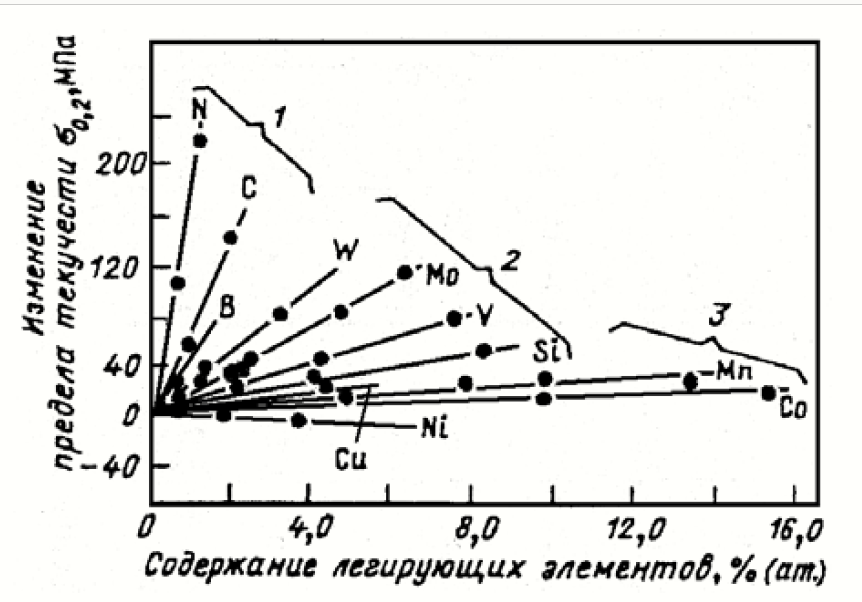 Изменение
предела текучести σ0,2, МПа
200
120
40
0
-40
N
1
C
B
W
Mo
2
V
Si
3
Mn
Co
Ni
Cu
0 4,0 8,0 12,0 16,0
Содержание легирующих элементов, % (ат.)